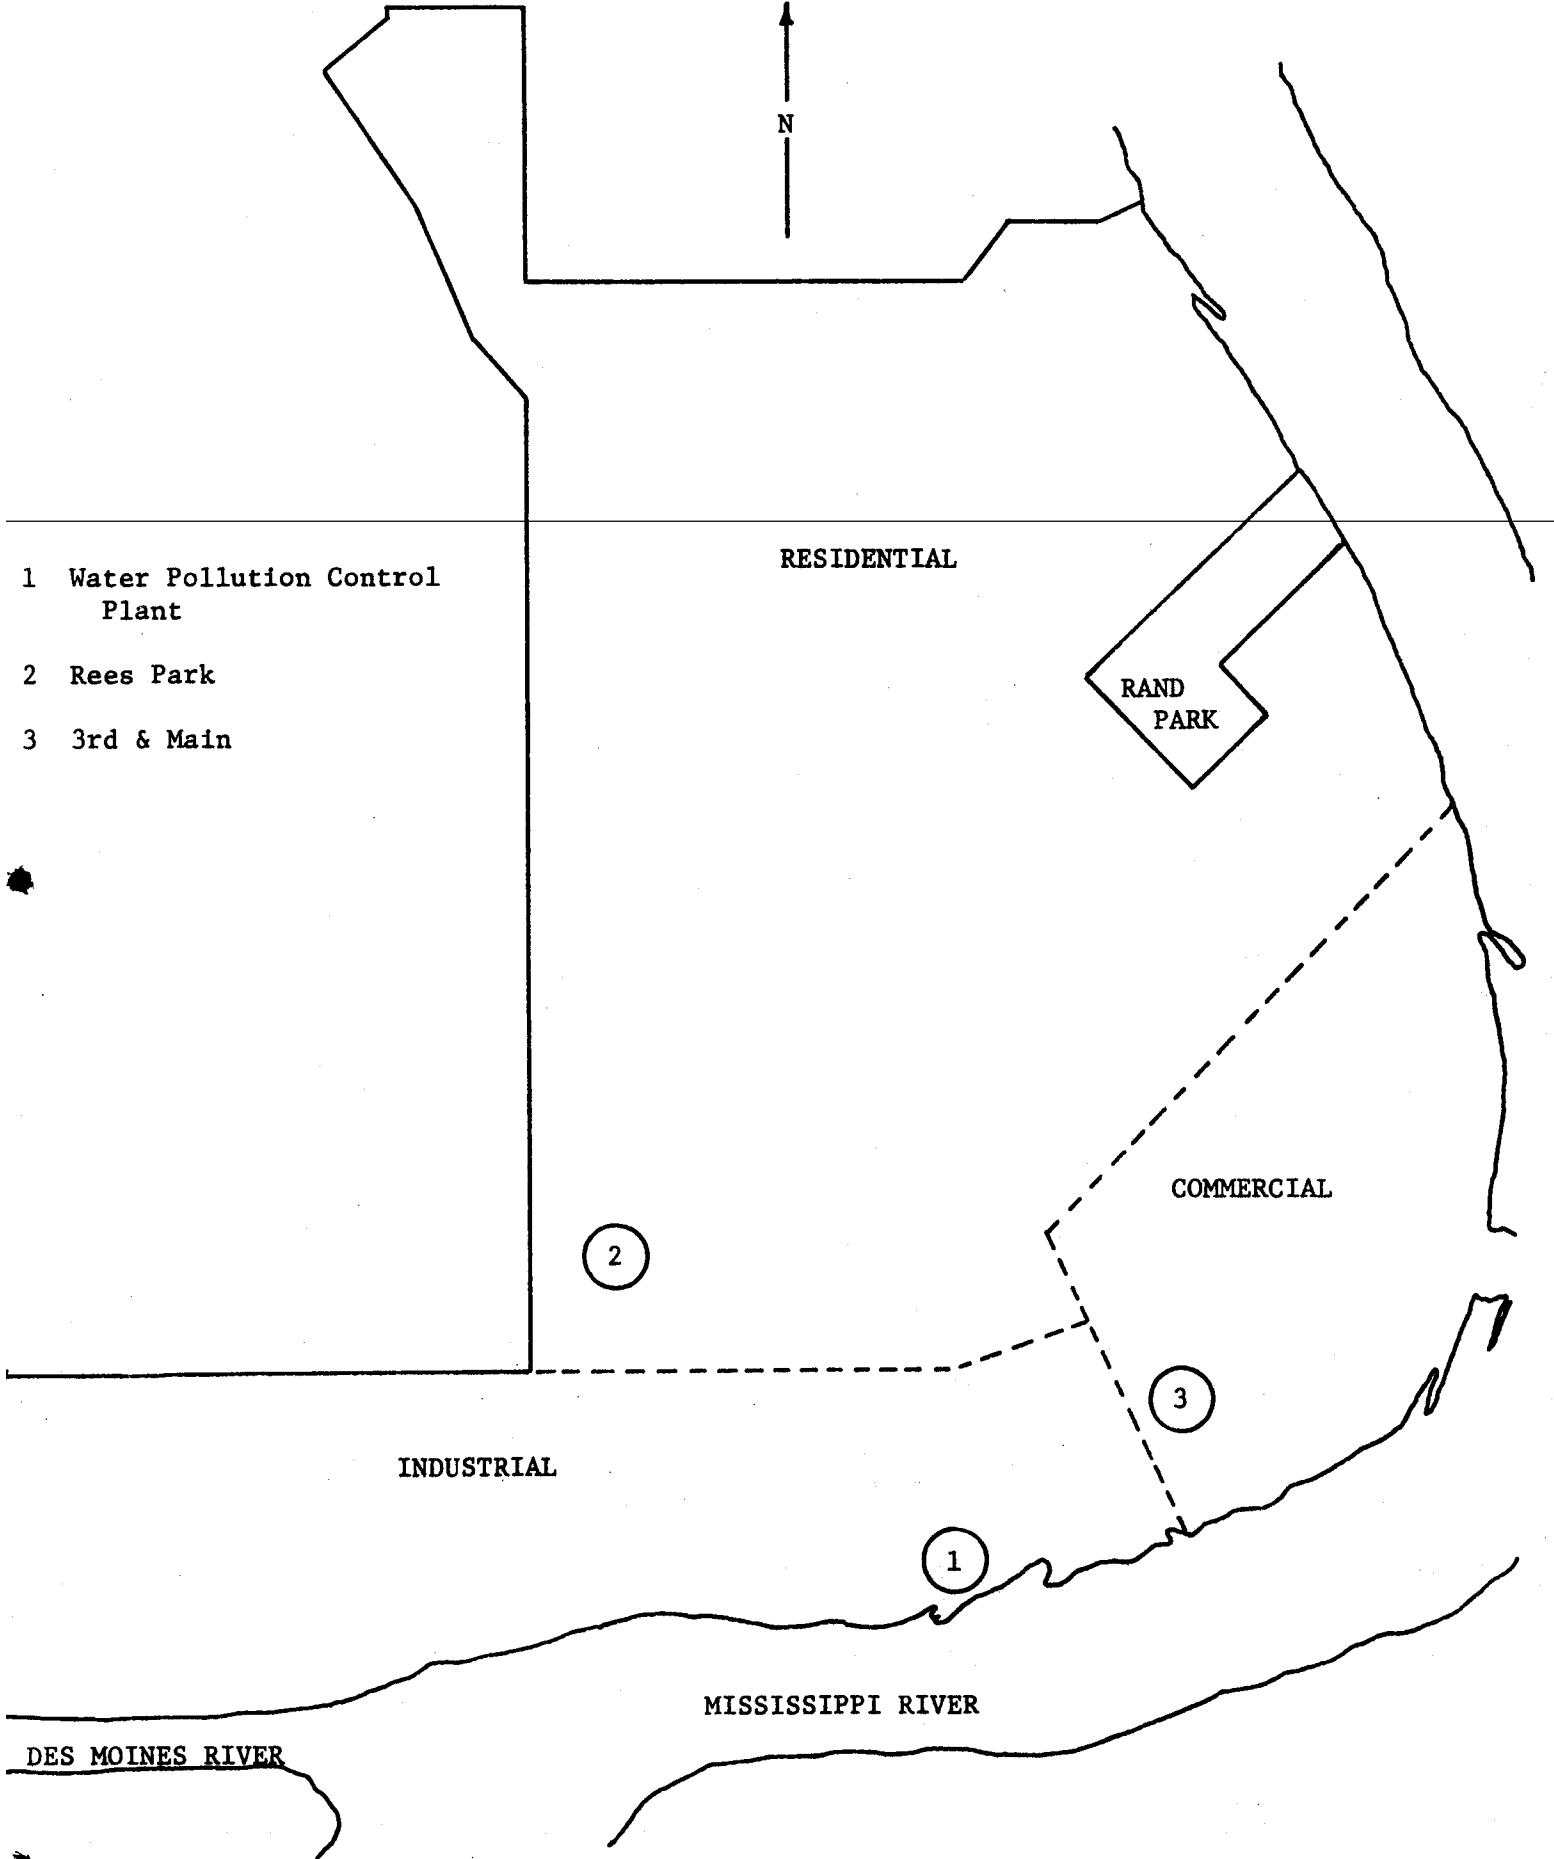 N
RESIDENTIAL
1 Water Pollution Control
Plant
2 Rees Park
3 3rd & Main
RAND
PARK
COMMERCIAL
2
3
INDUSTRIAL
1
MISSISSIPPI RIVER
DES MOINES RIVER